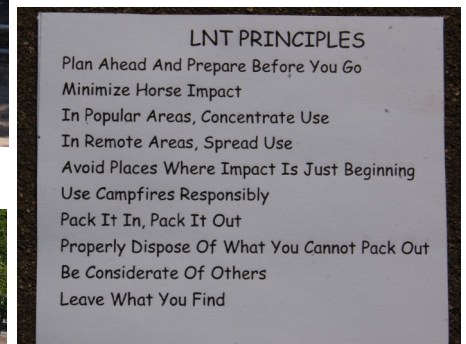 LNT PRINCIPLES
Plan Ahead And Prepare Before You Go
Minimize Horse Impact
In Popular Areas, Concentrate Use
In Remote Areas, Spread Use
Avoid Places Where Impact Is Just Beginning
Use Campfires Responsibly
Pack It In, Pack It Out
Properly Dispose Of What You Cannot Pack Out
Be Considerate Of Others
Leave What You Find